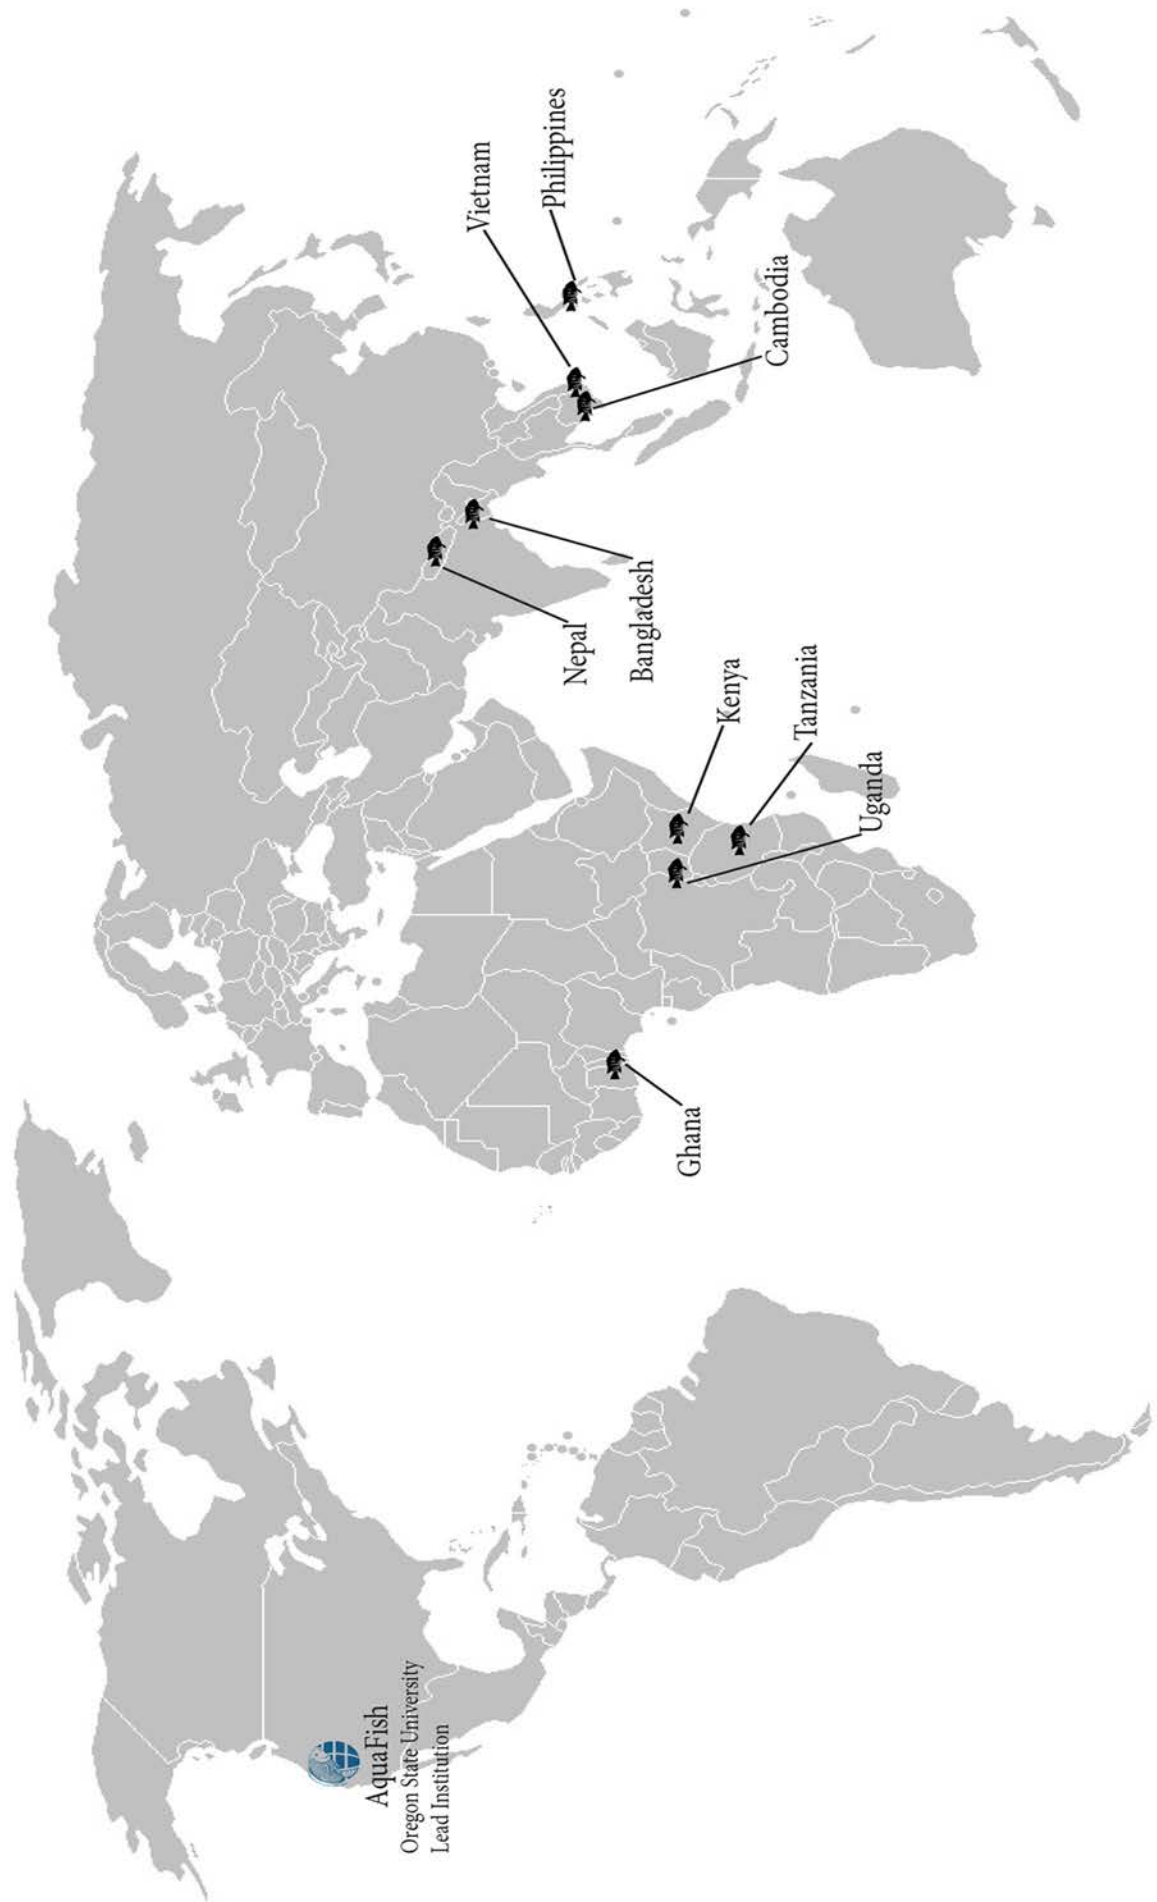 AquaFish
Oregon State University
Lead Institution
Ghana
Nepal
Bangladesh
Kenya
Tanzania
Uganda
Vietnam
Philippines
Cambodia